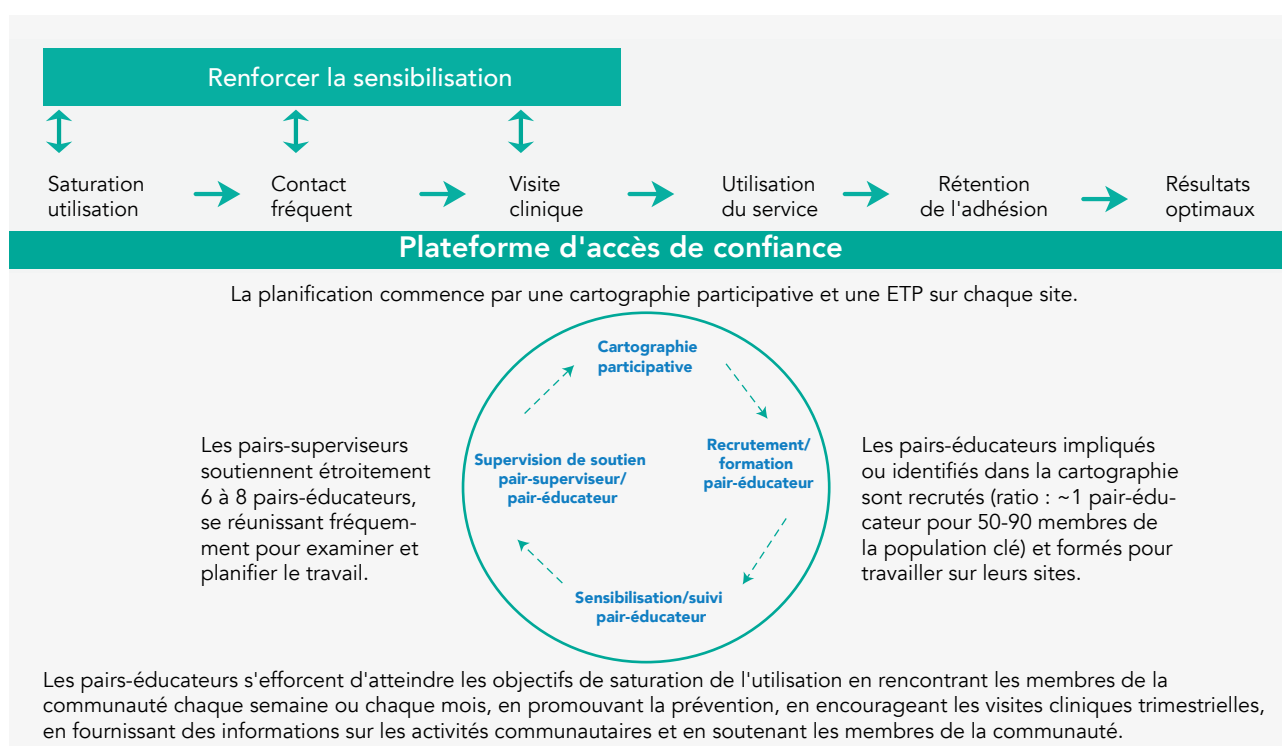 Renforcer la sensibilisation
Saturation
utilisation
Contact
fréquent
Visite
clinique
Utilisation
du service
Rétention
de l'adhésion
Résultats
optimaux
Plateforme d'accès de confiance
La planification commence par une cartographie participative et une ETP sur chaque site.
Cartographie
participative
Les pairs-superviseurs
soutiennent étroitement
6 à 8 pairs-éducateurs,
se réunissant fréquem-
ment pour examiner et
planifier le travail.
Supervision de soutien
pair-superviseur/
pair-éducateur
Recrutement/
formation
pair-éducateur
Les pairs-éducateurs impliqués
ou identifiés dans la cartographie
sont recrutés (ratio : ~1 pair-édu-
cateur pour 50-90 membres de
la population clé) et formés pour
travailler sur leurs sites.
Sensibilisation/suivi
pair-éducateur
Les pairs-éducateurs s'efforcent d'atteindre les objectifs de saturation de l'utilisation en rencontrant les membres de la
communauté chaque semaine ou chaque mois, en promouvant la prévention, en encourageant les visites cliniques trimestrielles,
en fournissant des informations sur les activités communautaires et en soutenant les membres de la communauté.